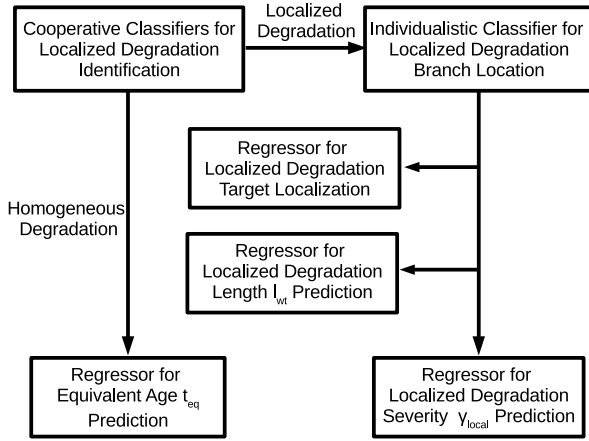 Cooperative Classifiers for
Localized Degradation
Identification
Localized
Degradation
Individualistic Classifier for
Localized Degradation
Branch Location
Regressor for
Localized Degradation
Target Localization
Homogeneous
Degradation
Regressor for
Localized Degradation
Length l_wt Prediction
Regressor for
Equivalent Age t_eq
Prediction
Regressor for
Localized Degradation
Severity γ_local Prediction